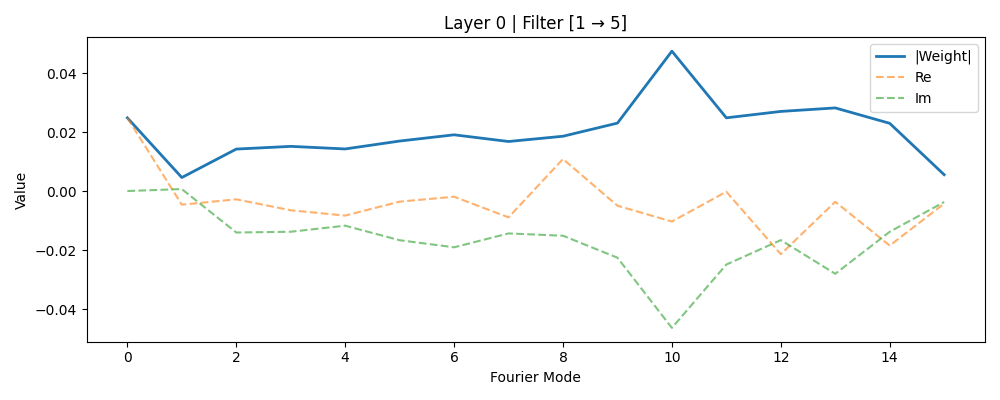 Layer 0 | Filter [1 → 5]
|Weight|
Re
Im
Value
0.04
0.02
0.00
−0.02
−0.04
0 2 4 6 8 10 12 14
Fourier Mode